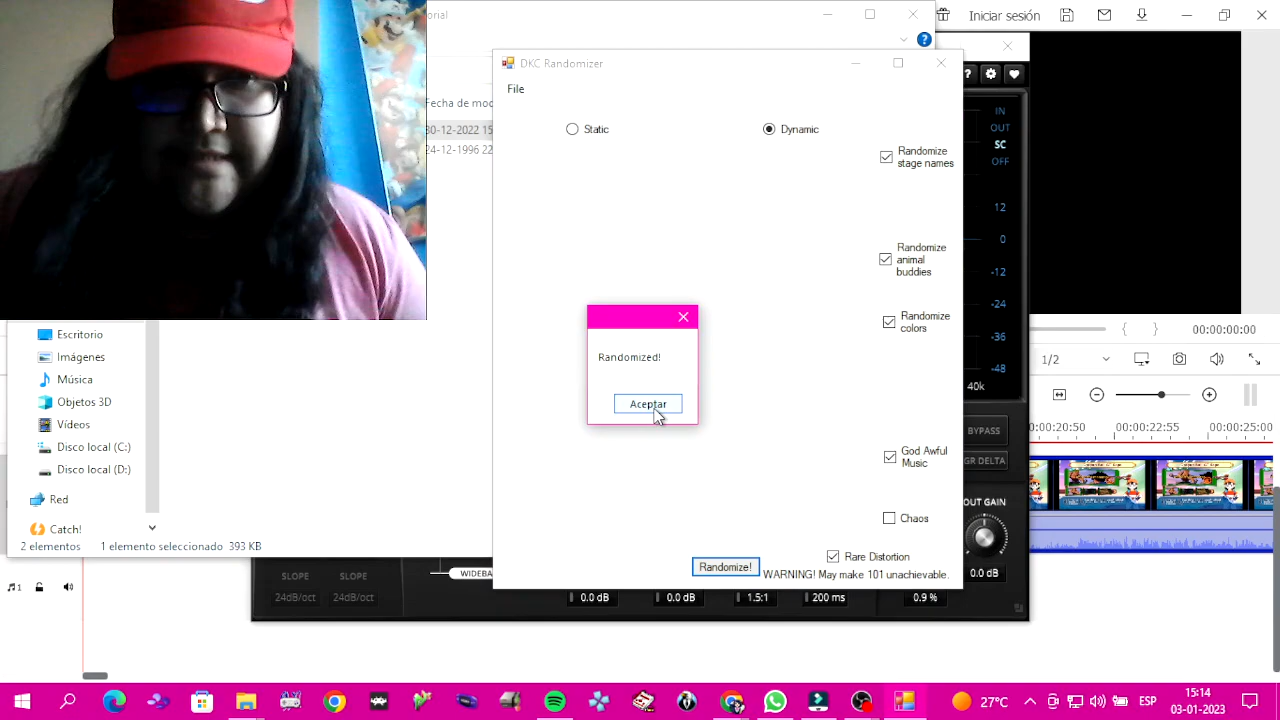 orial
Iniciar sesión
DKC Randomizer
File
Fecha de mod
30-12-2022 15
24-12-1996 22
Static
Dynamic
Randomize
stage names
Randomize
animal
buddies
Randomize
colors
Randomized!
Aceptar
God Awful
Music
Chaos
Rare Distortion
Randomize!
WARNING! May make 101 unachievable.
IN
OUT
SC
OFF
12
0
-12
-24
-36
-48
40k
BYPASS
GR DELTA
OUT GAIN
0.0 dB
Escritorio
Imágenes
Música
Objetos 3D
Vídeos
Disco local (C:)
Disco local (D:)
Red
Catch!
2 elementos
1 elemento seleccionado 393 KB
{ }
00:00:00:00
1/2
00:00:20:50
00:00:22:55
00:00:25:00
1
SLOPE
SLOPE
24dB/oct
24dB/oct
WIDEBA
0.0 dB
0.0 dB
1.5:1
200 ms
0.9 %
27°C
ESP
15:14
03-01-2023